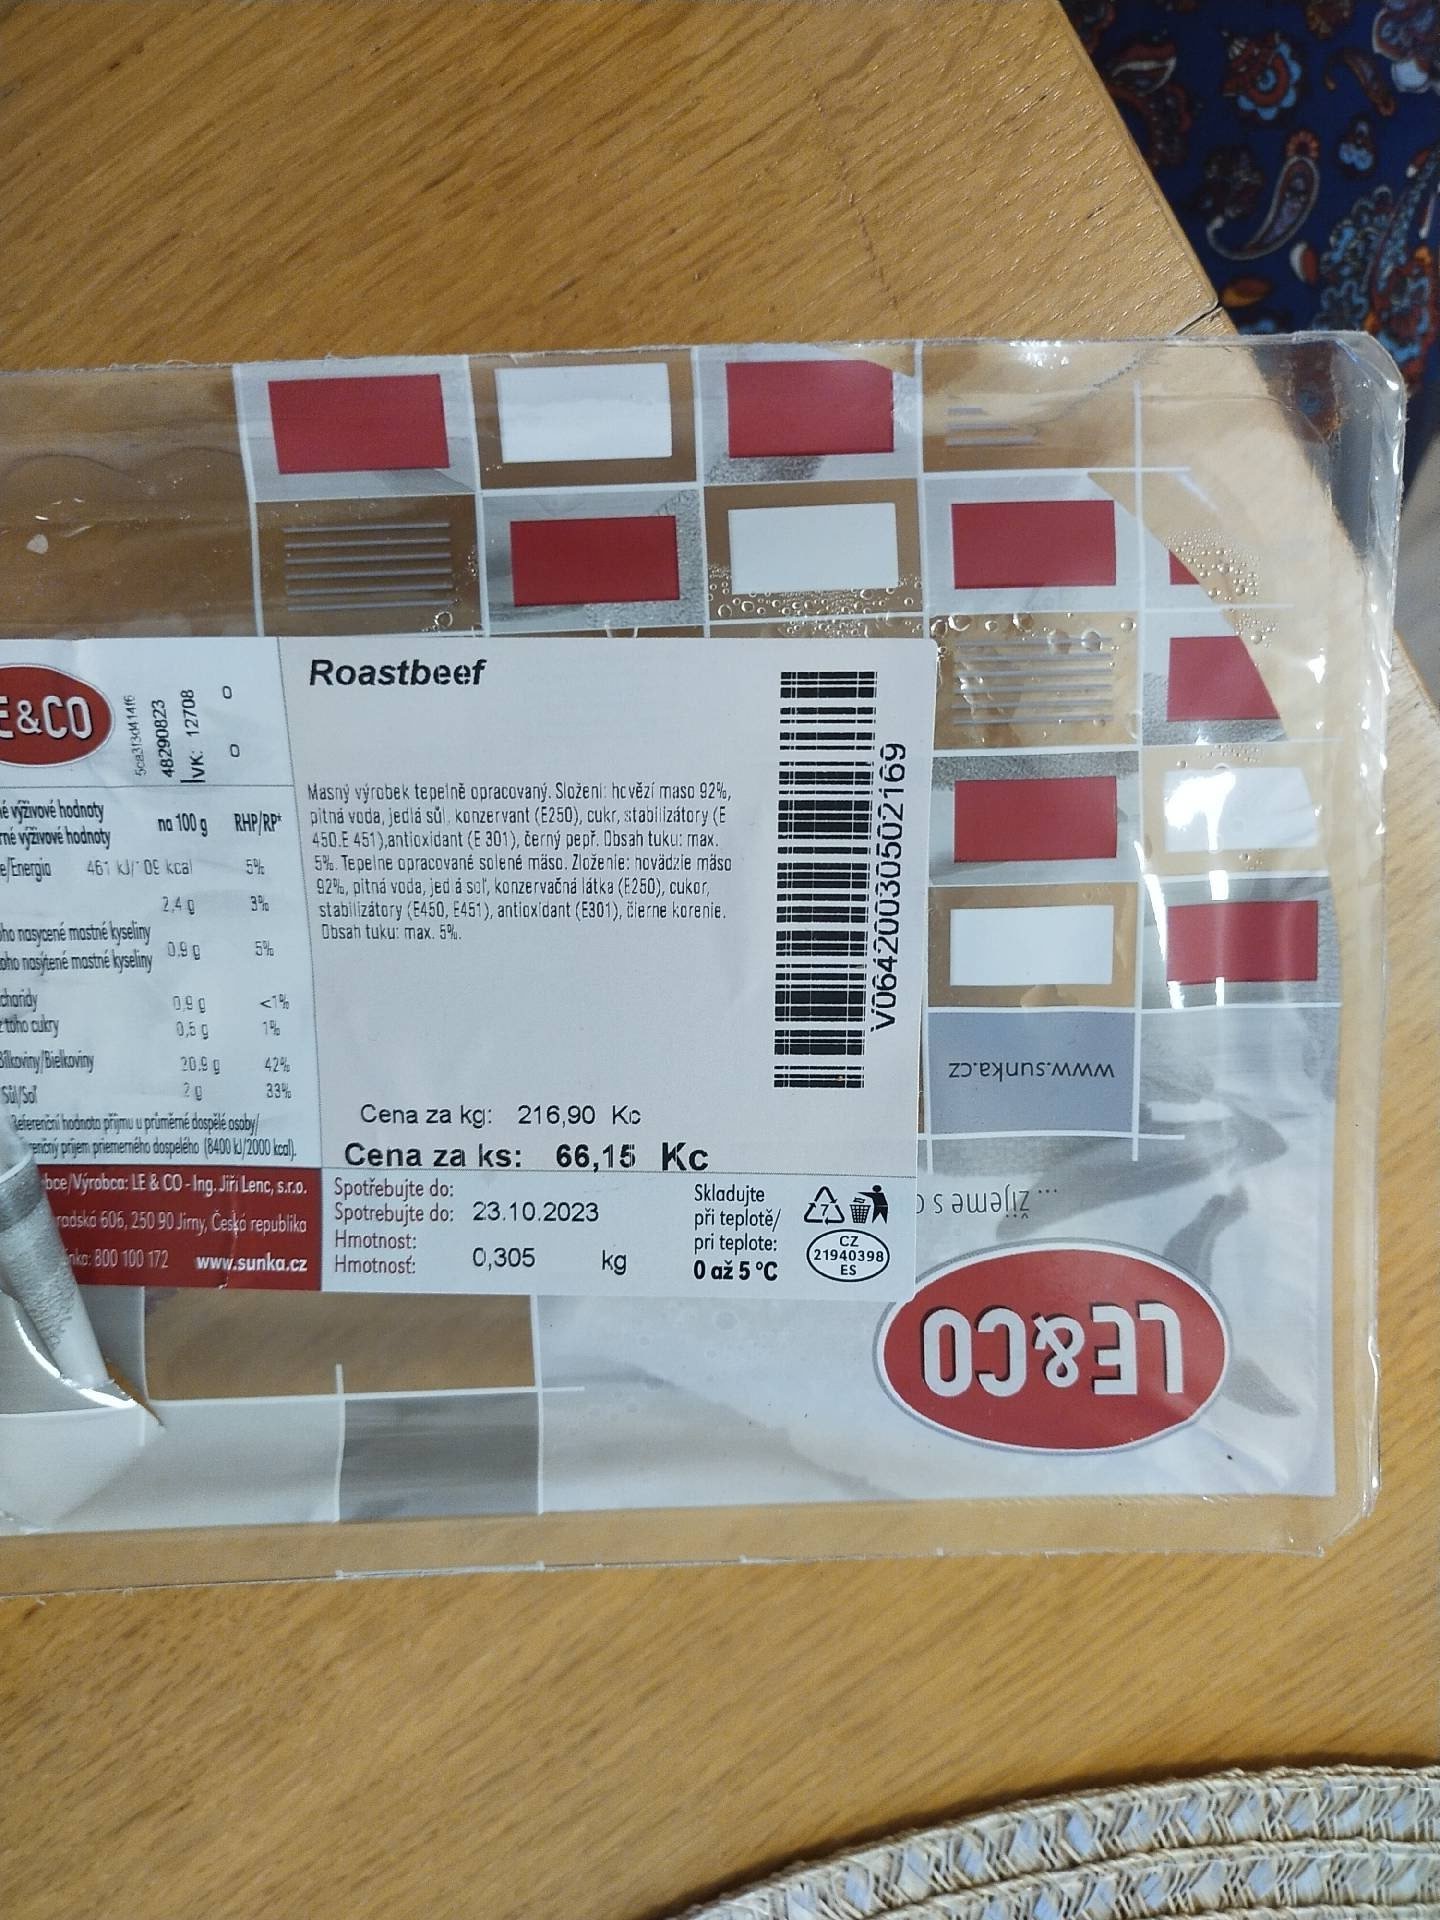 E&CO
5ca3f3d414f6
48290823
VK: 12708
0 0
né výživové hodnoty
rné výživové hodnoty
na 100 g RHP/RP*
e/Energia 461 kJ/109 kcal 5%
2,4 g 3%
oho nasycené mastné kyseliny
oho nasýtené mastné kyseliny
0,9 g 5%
charidy 0,9 g <1%
z toho cukry 0,5 g 1%
Bílkoviny/Bielkoviny 20,9 g 42%
Sůl/Soľ 2 g 33%
Referenční hodnota příjmu u průměrné dospělé osoby/
príjem priemerného dospelého (8400 kJ/2000 kcal).
bce/Výrobca: LE & CO - Ing. Jiří Lenc, s.r.o.
radská 606, 250 90 Jirny, Česká republika
nka: 800 100 172 www.sunka.cz
Roastbeef
Masný výrobek tepelně opracovaný. Složení: hovězí maso 92%,
pitná voda, jedlá sůl, konzervant (E250), cukr, stabilizátory (E
450,E 451),antioxidant (E 301), černý pepř. Obsah tuku: max.
5%. Tepelne opracované solené mäso. Zloženie: hovädzie mäso
92%, pitná voda, jedlá soľ, konzervačná látka (E250), cukor,
stabilizátory (E450, E451), antioxidant (E301), čierne korenie.
Obsah tuku: max. 5%.
V0642003050216​9
Cena za kg: 216,90 Kc
Cena za ks: 66,15 Kc
Spotřebujte do:
Spotrebujte do: 23.10.2023
Hmotnost:
Hmotnosť: 0,305 kg
Skladujte
při teplotě/
pri teplote:
0 až 5 °C
7
CZ
21940398
ES
www.sunka.cz
žijeme s
LE&CO